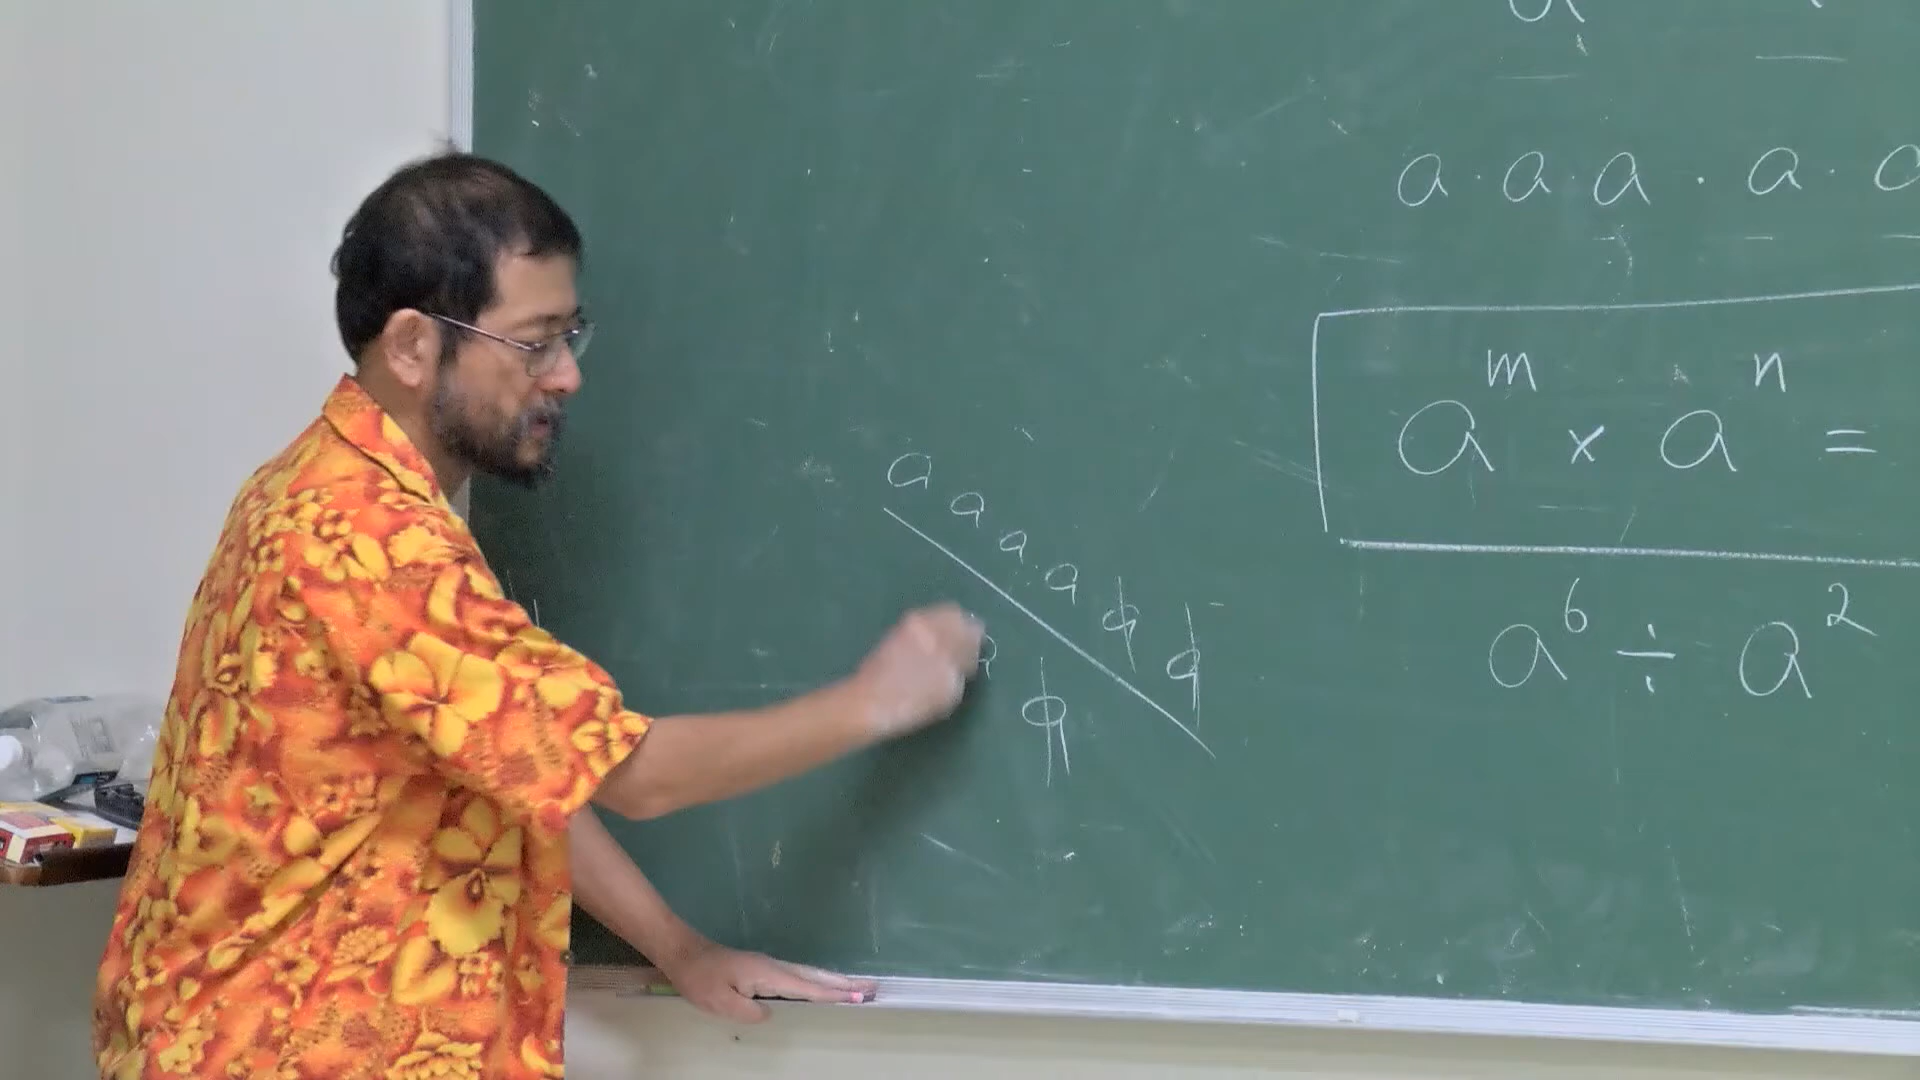 a · a · a · a · a
a^m × a^n =
a^6 ÷ a^2
a a a a a a
a a